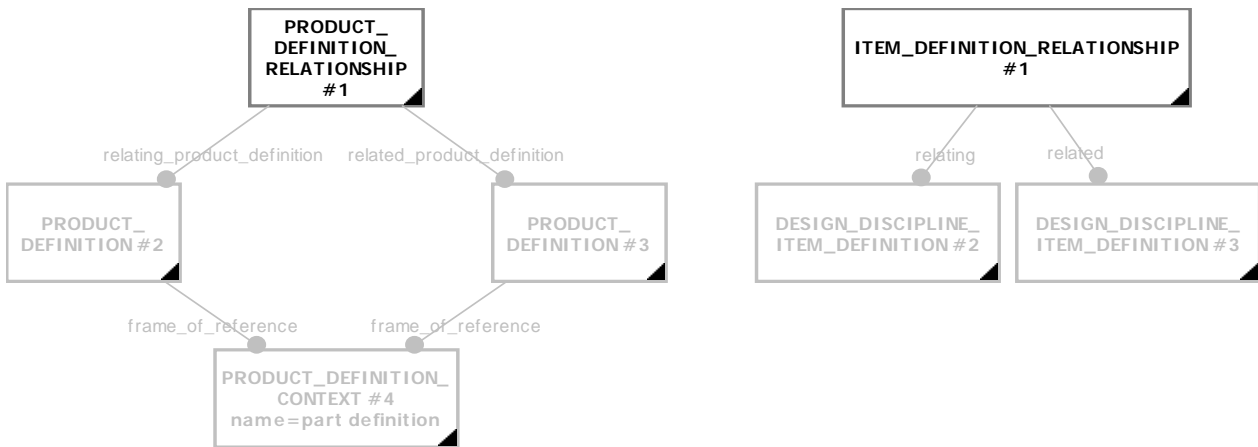 PRODUCT_
DEFINITION_
RELATIONSHIP
#1
relating_product_definition
related_product_definition
PRODUCT_
DEFINITION #2
PRODUCT_
DEFINITION #3
frame_of_reference
frame_of_reference
PRODUCT_DEFINITION_
CONTEXT #4
name=part definition
ITEM_DEFINITION_RELATIONSHIP
#1
relating
related
DESIGN_DISCIPLINE_
ITEM_DEFINITION #2
DESIGN_DISCIPLINE_
ITEM_DEFINITION #3